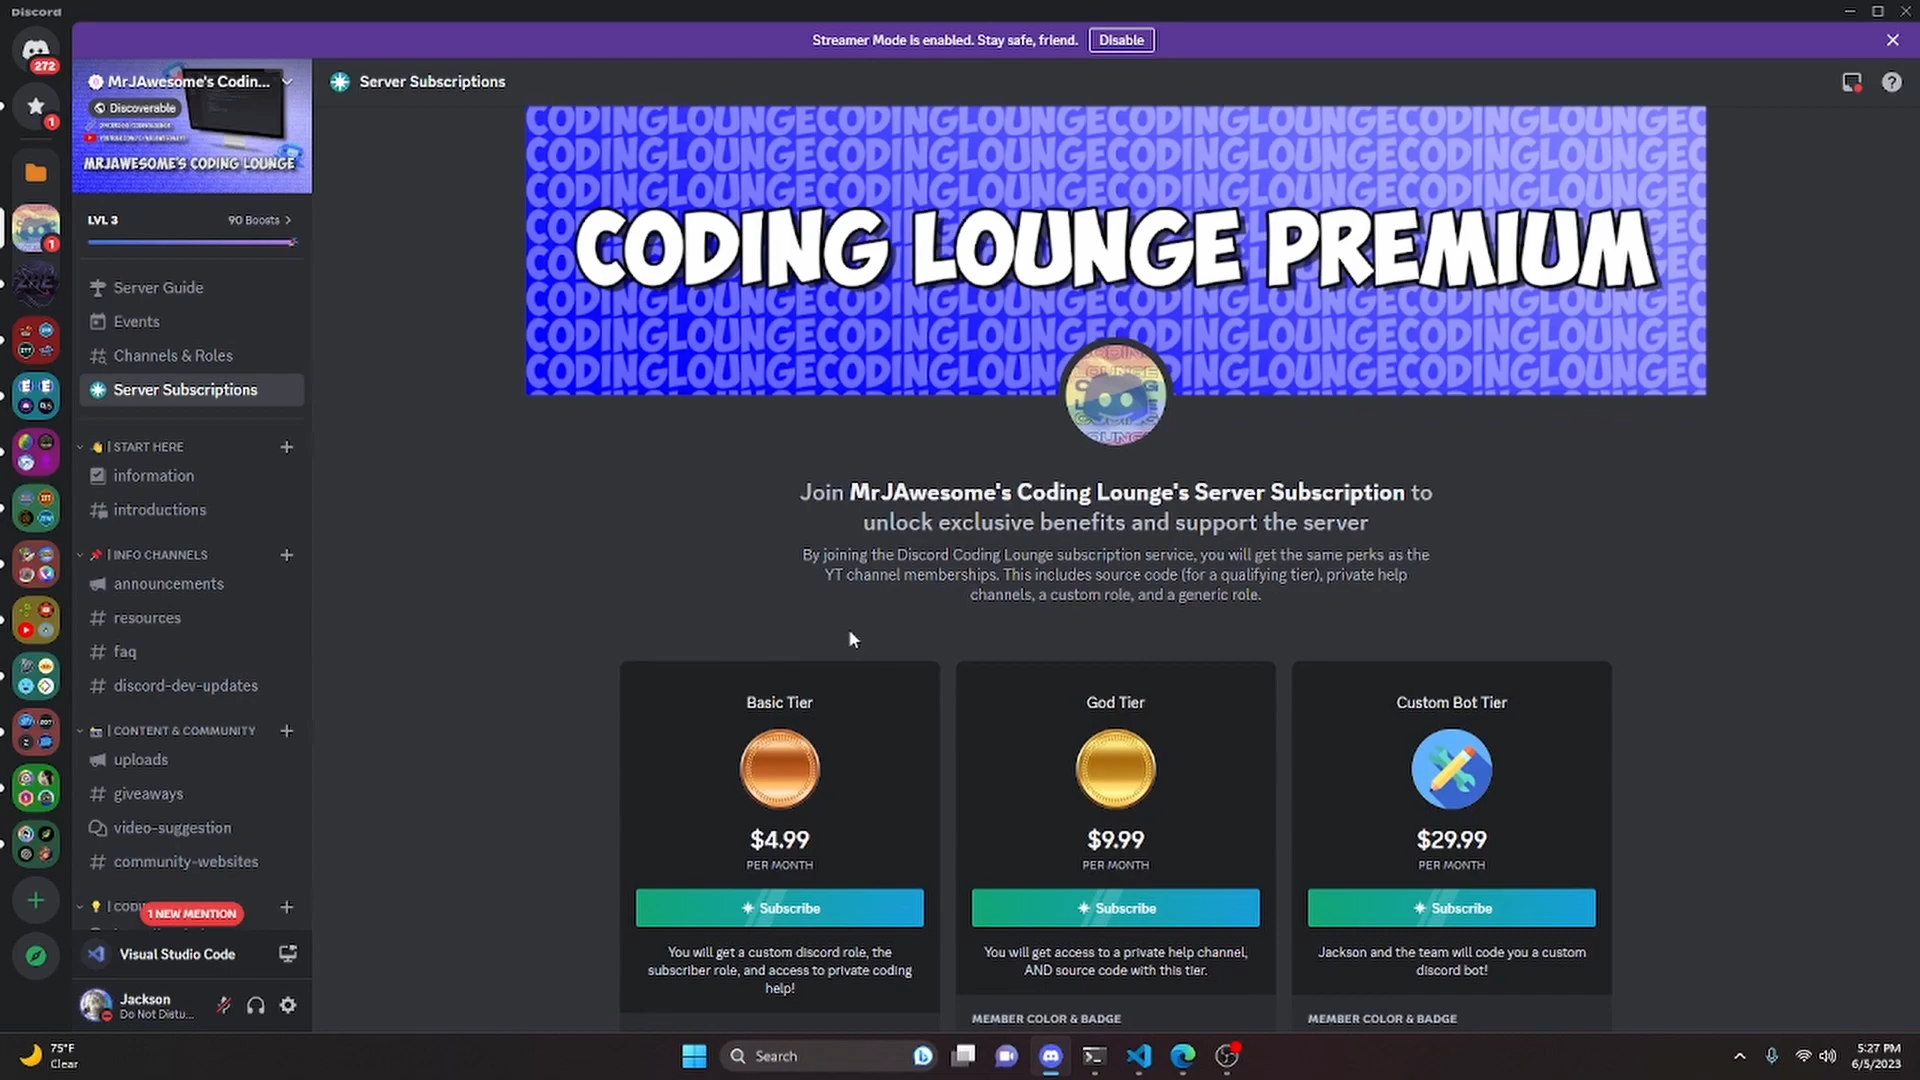 Discord
Streamer Mode is enabled. Stay safe, friend.
Disable
272
1
1
MrJAwesome's Codin...
Discoverable
MRJAWESOME'S CODING LOUNGE
LVL 3
90 Boosts
Server Guide
Events
Channels & Roles
Server Subscriptions
| START HERE
information
introductions
| INFO CHANNELS
announcements
resources
faq
discord-dev-updates
| CONTENT & COMMUNITY
uploads
giveaways
video-suggestion
community-websites
| CODI
1 NEW MENTION
Visual Studio Code
Jackson
Do Not Distu...
Server Subscriptions
CODINGLOUNGECODINGLOUNGECODINGLOUNGECODINGLOUNGEC
CODINGLOUNGECODINGLOUNGECODINGLOUNGECODINGLOUNGEC
CODINGLOUNGECODINGLOUNGECODINGLOUNGECODINGLOUNGEC
CODING LOUNGE PREMIUM
CODINGLOUNGECODINGLOUNGECODINGLOUNGECODINGLOUNGEC
CODINGLOUNGECODINGLOUNGECODINGLOUNGECODINGLOUNGEC
Join MrJAwesome's Coding Lounge's Server Subscription to
unlock exclusive benefits and support the server
By joining the Discord Coding Lounge subscription service, you will get the same perks as the
YT channel memberships. This includes source code (for a qualifying tier), private help
channels, a custom role, and a generic role.
Basic Tier
$4.99
PER MONTH
Subscribe
You will get a custom discord role, the
subscriber role, and access to private coding
help!
God Tier
$9.99
PER MONTH
Subscribe
You will get access to a private help channel,
AND source code with this tier.
MEMBER COLOR & BADGE
Custom Bot Tier
$29.99
PER MONTH
Subscribe
Jackson and the team will code you a custom
discord bot!
MEMBER COLOR & BADGE
75°F
Clear
Search
5:27 PM
6/5/2023